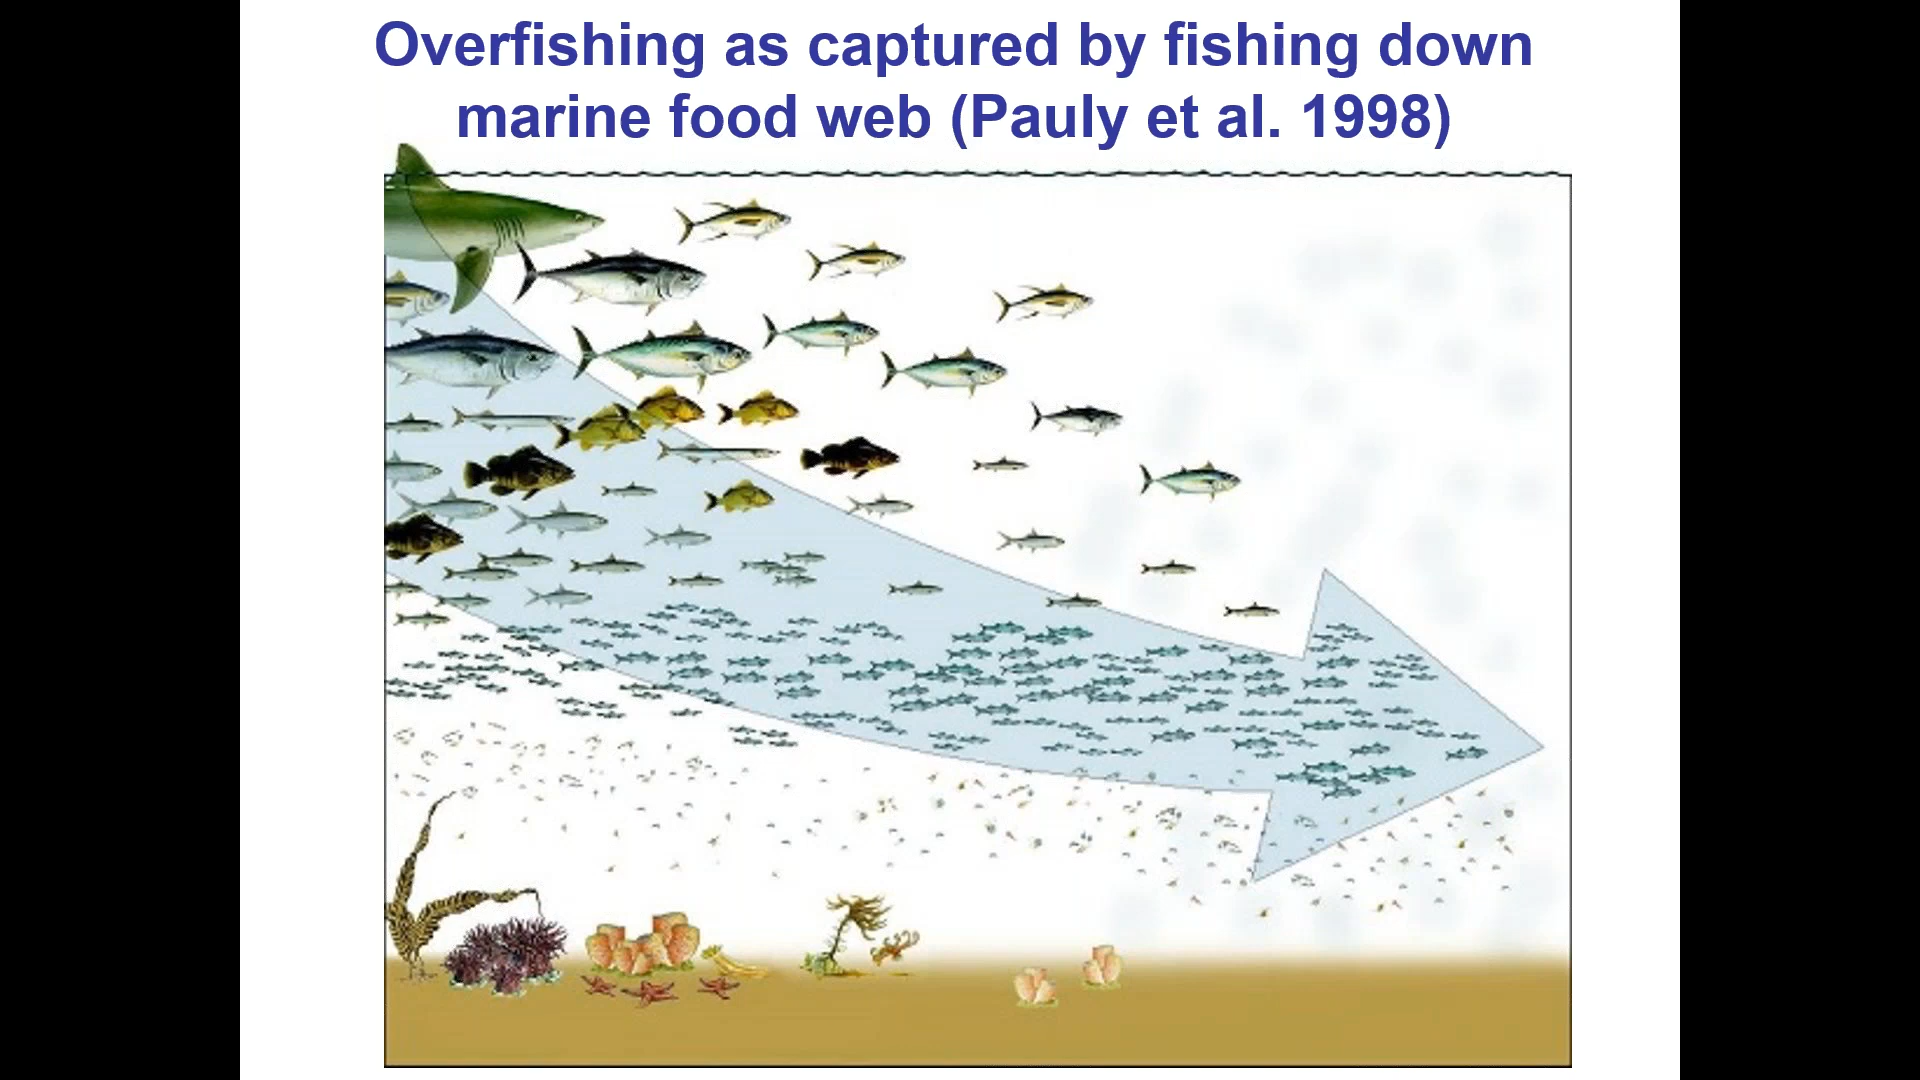 Overfishing as captured by fishing down
marine food web (Pauly et al. 1998)